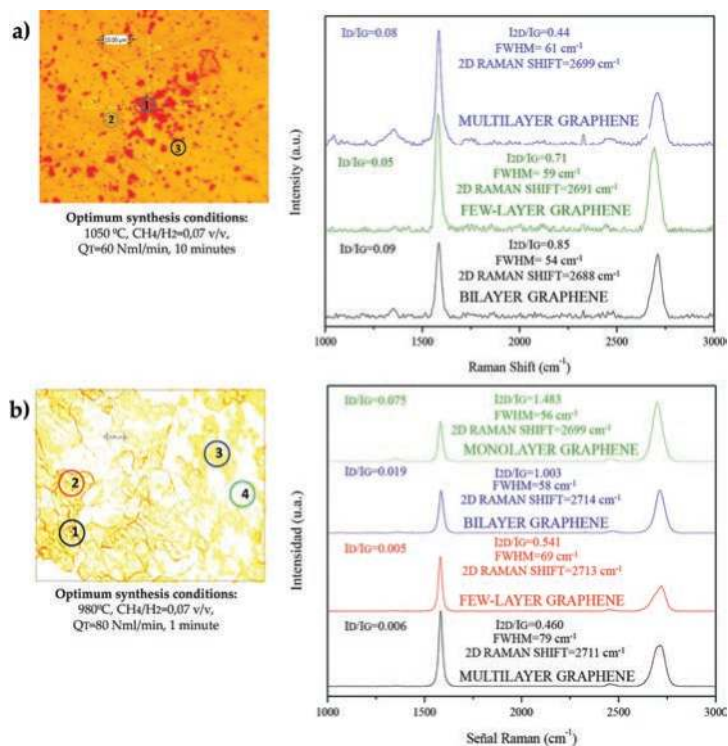 a)
10.00 µm
1
2
3
Optimum synthesis conditions:
1050 ºC, CH4/H2=0,07 v/v,
QT=60 Nml/min, 10 minutes
Intensity (a.u.)
ID/IG=0.08
I2D/IG=0.44
FWHM= 61 cm-1
2D RAMAN SHIFT=2699 cm-1
MULTILAYER GRAPHENE
ID/IG=0.05
I2D/IG=0.71
FWHM= 59 cm-1
2D RAMAN SHIFT=2691 cm-1
FEW-LAYER GRAPHENE
ID/IG=0.09
I2D/IG=0.85
FWHM= 54 cm-1
2D RAMAN SHIFT=2688 cm-1
BILAYER GRAPHENE
1000 1500 2000 2500 3000
Raman Shift (cm-1)
b)
3
2
4
1
Optimum synthesis conditions:
980ºC, CH4/H2=0,07 v/v,
QT=80 Nml/min, 1 minute
Intensidad (u.a.)
ID/IG=0.075
I2D/IG=1.483
FWHM=56 cm-1
2D RAMAN SHIFT=2699 cm-1
MONOLAYER GRAPHENE
ID/IG=0.019
I2D/IG=1.003
FWHM=58 cm-1
2D RAMAN SHIFT=2714 cm-1
BILAYER GRAPHENE
ID/IG=0.005
I2D/IG=0.541
FWHM=69 cm-1
2D RAMAN SHIFT=2713 cm-1
FEW-LAYER GRAPHENE
ID/IG=0.006
I2D/IG=0.460
FWHM=79 cm-1
2D RAMAN SHIFT=2711 cm-1
MULTILAYER GRAPHENE
1000 1500 2000 2500 3000
Señal Raman (cm-1)